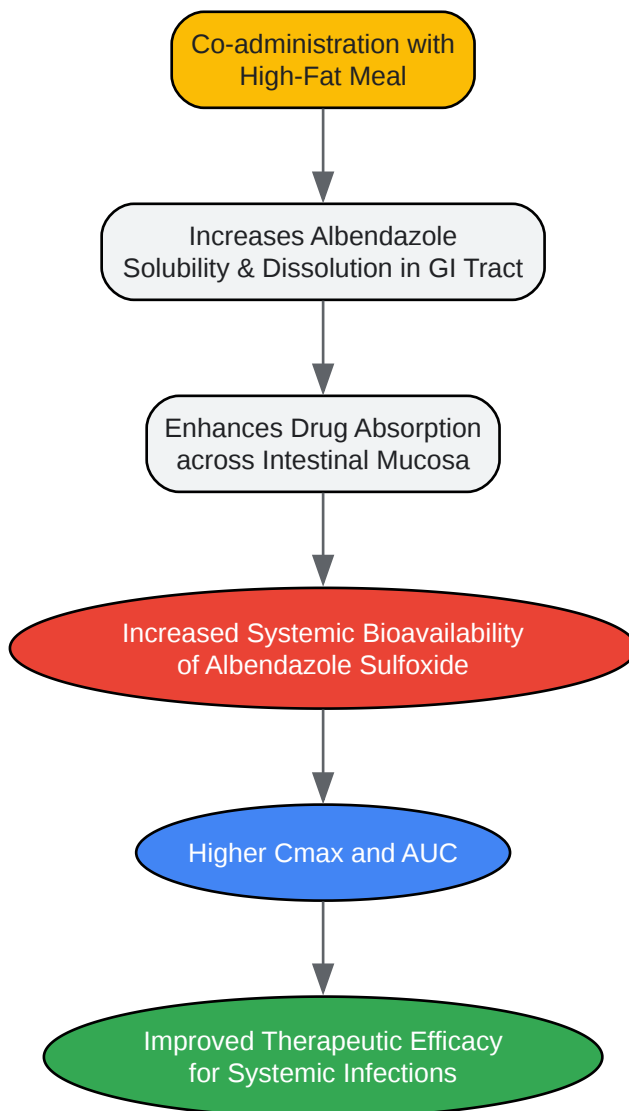 Co-administration with
High-Fat Meal
Increases Albendazole
Solubility & Dissolution in GI Tract
Enhances Drug Absorption
across Intestinal Mucosa
Increased Systemic Bioavailability
of Albendazole Sulfoxide
Higher Cmax and AUC
Improved Therapeutic Efficacy
for Systemic Infections